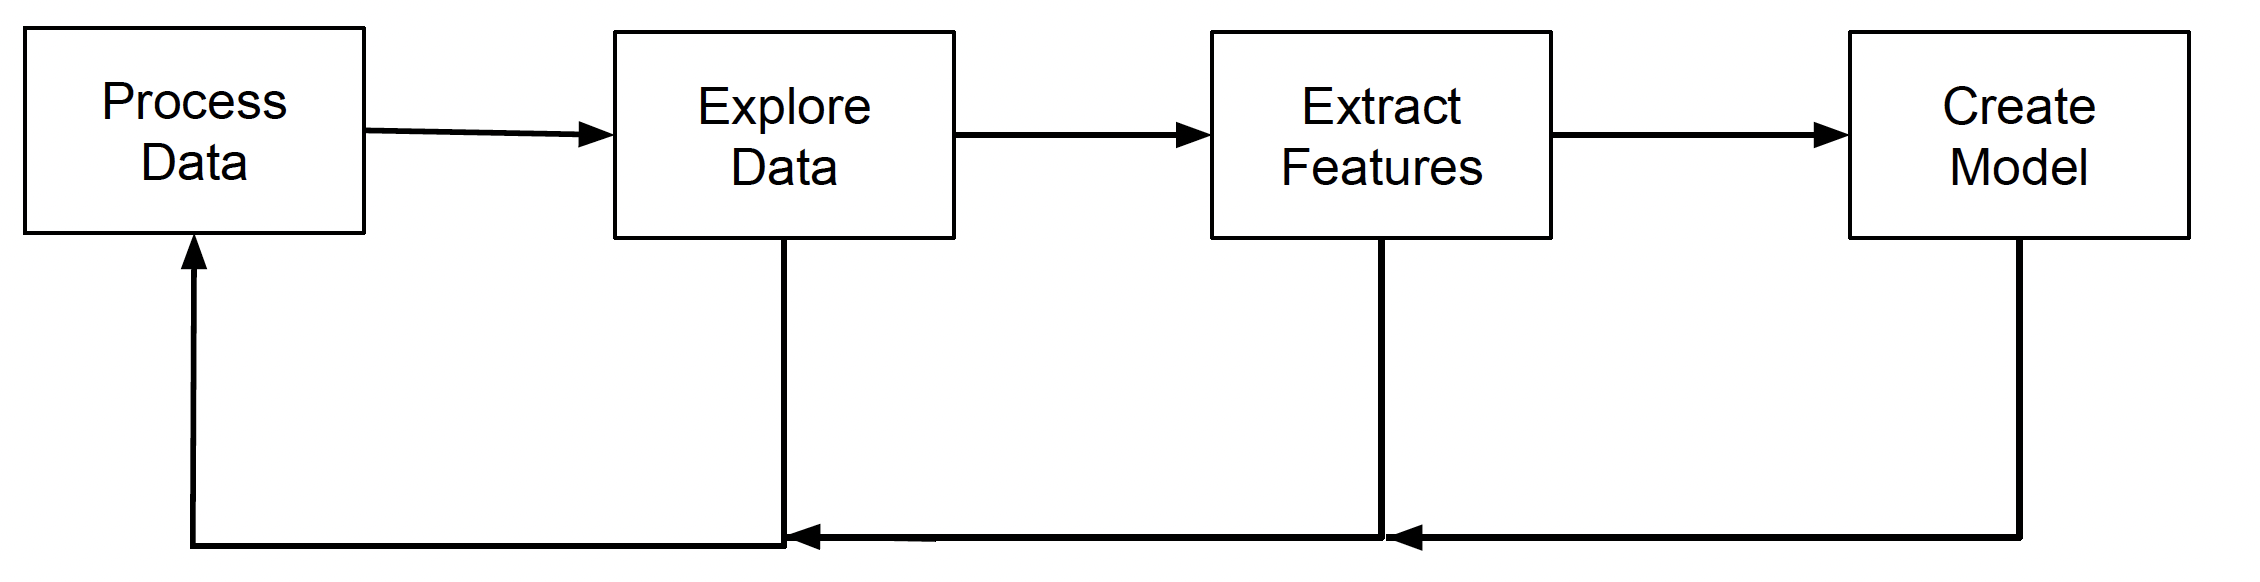 Process
Data
Explore
Data
Extract
Features
Create
Model